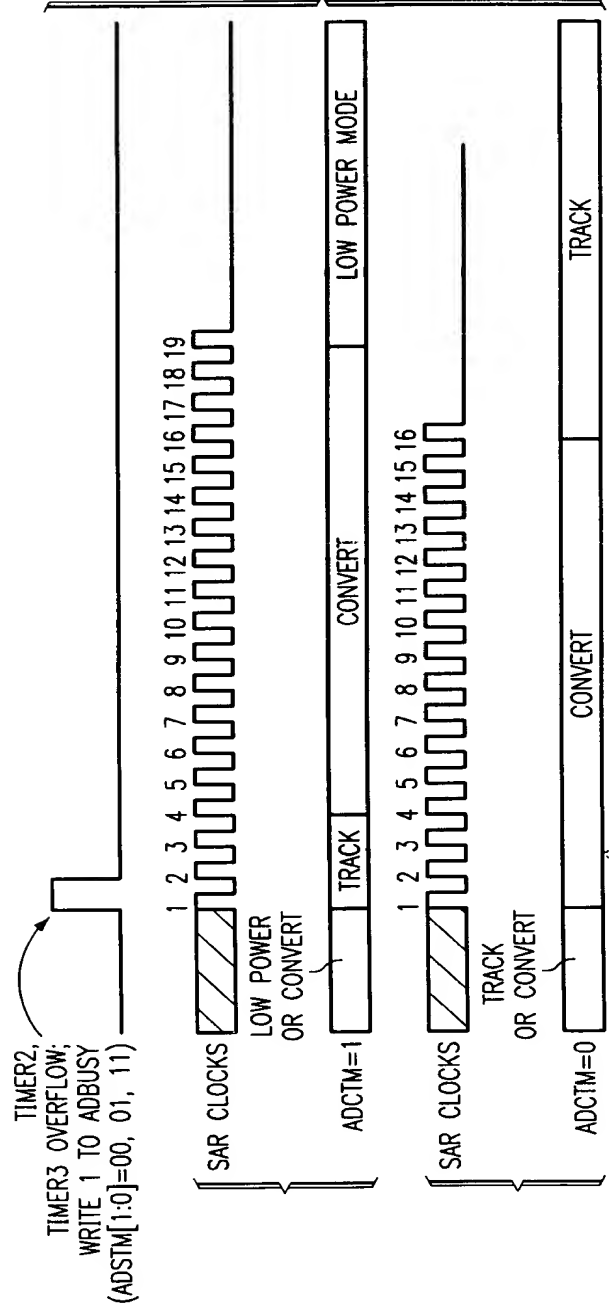 TIMER2,
TIMER3 OVERFLOW;
WRITE 1 TO ADBUSY
(ADSTM[1:0]=00, 01, 11)
1 2 3 4 5 6 7 8 9 10 11 12 13 14 15 16 17 18 19
SAR CLOCKS
LOW POWER
OR CONVERT
ADCTM=1
TRACK
CONVERT
LOW POWER MODE
1 2 3 4 5 6 7 8 9 10 11 12 13 14 15 16
SAR CLOCKS
TRACK
OR CONVERT
ADCTM=0
CONVERT
TRACK